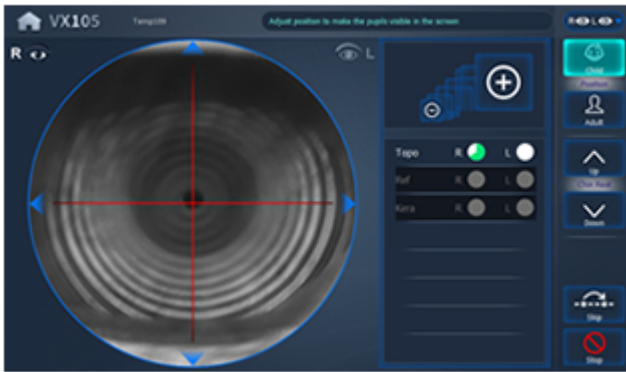 VX105
Temp109
Adjust position to make the pupils visible in the screen
R L
R
L
Child
Position
Adult
Topo R L
Ref R L
Kera R L
Up
Chin Rest
Down
Skip
Stop